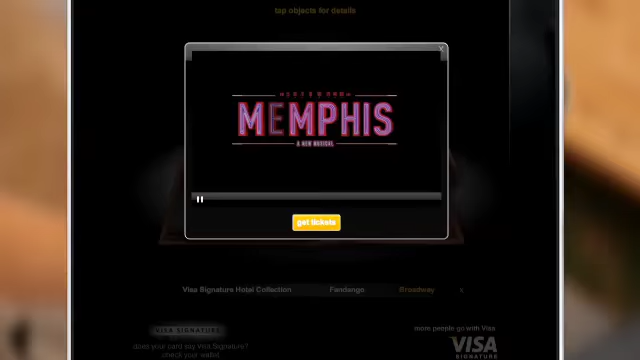 tap objects for details
MEMPHIS
A NEW MUSICAL
get tickets
Visa Signature Hotel Collection Fandango Broadway
VISA SIGNATURE
more people go with Visa
does your card say Visa Signature?
check your wallet
VISA
SIGNATURE